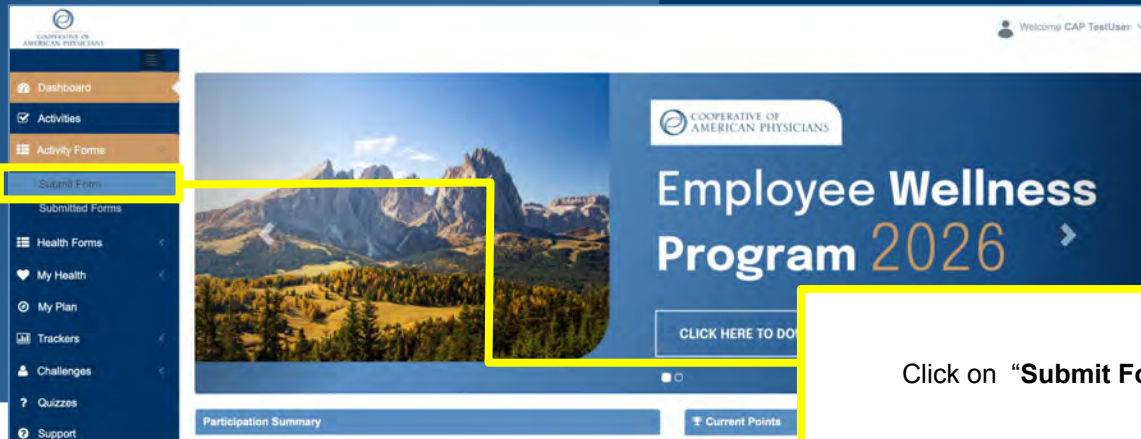 COOPERATIVE OF
AMERICAN PHYSICIANS
Welcome CAP TestUser
Dashboard
Activities
Activity Forms
Submit Form
Submitted Forms
Health Forms
My Health
My Plan
Trackers
Challenges
? Quizzes
Support
COOPERATIVE OF
AMERICAN PHYSICIANS
Employee Wellness
Program 2026
CLICK HERE TO DO
Participation Summary
Current Points
Click on “Submit Fo